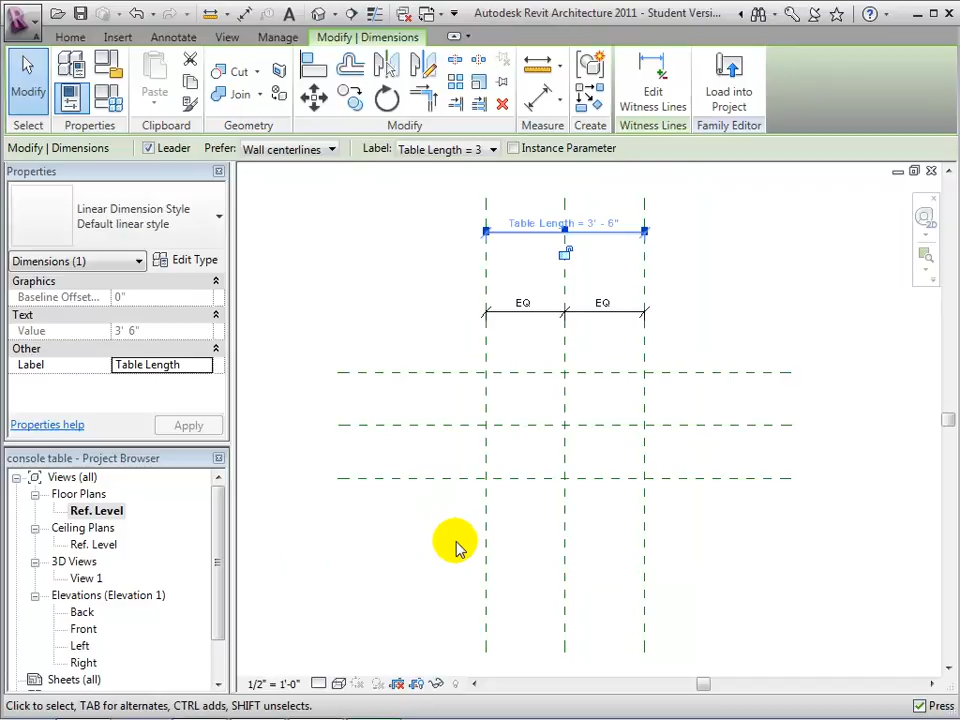 Autodesk Revit Architecture 2011 - Student Versi...
Home Insert Annotate View Manage Modify | Dimensions
Modify
Paste
Cut
Join
Edit
Witness Lines
Load into
Project
Select Properties Clipboard Geometry Modify Measure Create Witness Lines Family Editor
Modify | Dimensions Leader Prefer: Wall centerlines Label: Table Length = 3 Instance Parameter
Properties
Linear Dimension Style
Default linear style
Dimensions (1) Edit Type
Graphics
Baseline Offset... 0"
Text
Value 3' 6"
Other
Label Table Length
Properties help Apply
console table - Project Browser
Views (all)
Floor Plans
Ref. Level
Ceiling Plans
Ref. Level
3D Views
View 1
Elevations (Elevation 1)
Back
Front
Left
Right
Sheets (all)
Table Length = 3' - 6"
EQ EQ
2D
1/2" = 1'-0"
Click to select, TAB for alternates, CTRL adds, SHIFT unselects.
Press